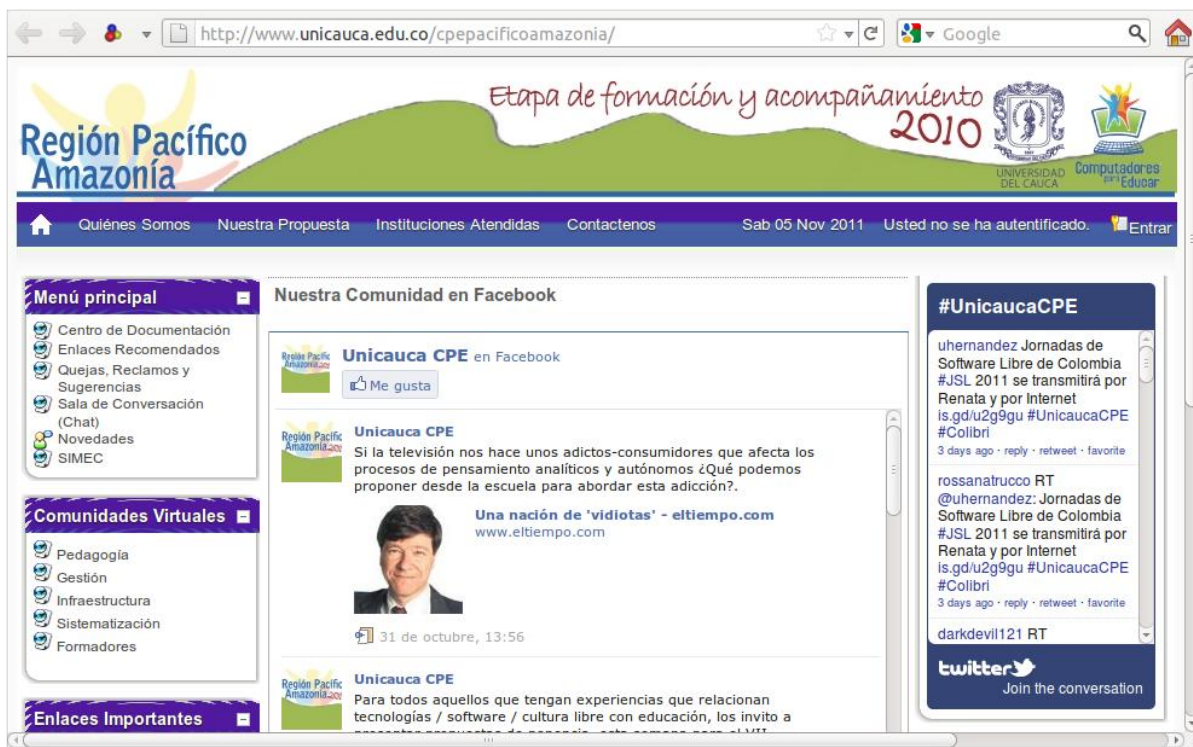 http://www.unicauca.edu.co/cpepacificoamazonia/
Google
Región Pacífico
Amazonía
Etapa de formación y acompañamiento
2010
UNIVERSIDAD
DEL CAUCA
Computadores
para Educar
Quiénes Somos
Nuestra Propuesta
Instituciones Atendidas
Contactenos
Sab 05 Nov 2011
Usted no se ha autentificado.
Entrar
Menú principal
Centro de Documentación
Enlaces Recomendados
Quejas, Reclamos y
Sugerencias
Sala de Conversación
(Chat)
Novedades
SIMEC
Comunidades Virtuales
Pedagogía
Gestión
Infraestructura
Sistematización
Formadores
Enlaces Importantes
Nuestra Comunidad en Facebook
Región Pacífic
Unicauca CPE en Facebook
Me gusta
Región Pacífic
Unicauca CPE
Si la televisión nos hace unos adictos-consumidores que afecta los
procesos de pensamiento analíticos y autónomos ¿Qué podemos
proponer desde la escuela para abordar esta adicción?.
Una nación de 'vidiotas' - eltiempo.com
www.eltiempo.com
31 de octubre, 13:56
Región Pacífic
Unicauca CPE
Para todos aquellos que tengan experiencias que relacionan
tecnologías / software / cultura libre con educación, los invito a
#UnicaucaCPE
uhernandez Jornadas de
Software Libre de Colombia
#JSL 2011 se transmitirá por
Renata y por Internet
is.gd/u2g9gu #UnicaucaCPE
#Colibri
3 days ago · reply · retweet · favorite
rossanatrucco RT
@uhernandez: Jornadas de
Software Libre de Colombia
#JSL 2011 se transmitirá por
Renata y por Internet
is.gd/u2g9gu #UnicaucaCPE
#Colibri
3 days ago · reply · retweet · favorite
darkdevil121 RT
twitter
Join the conversation